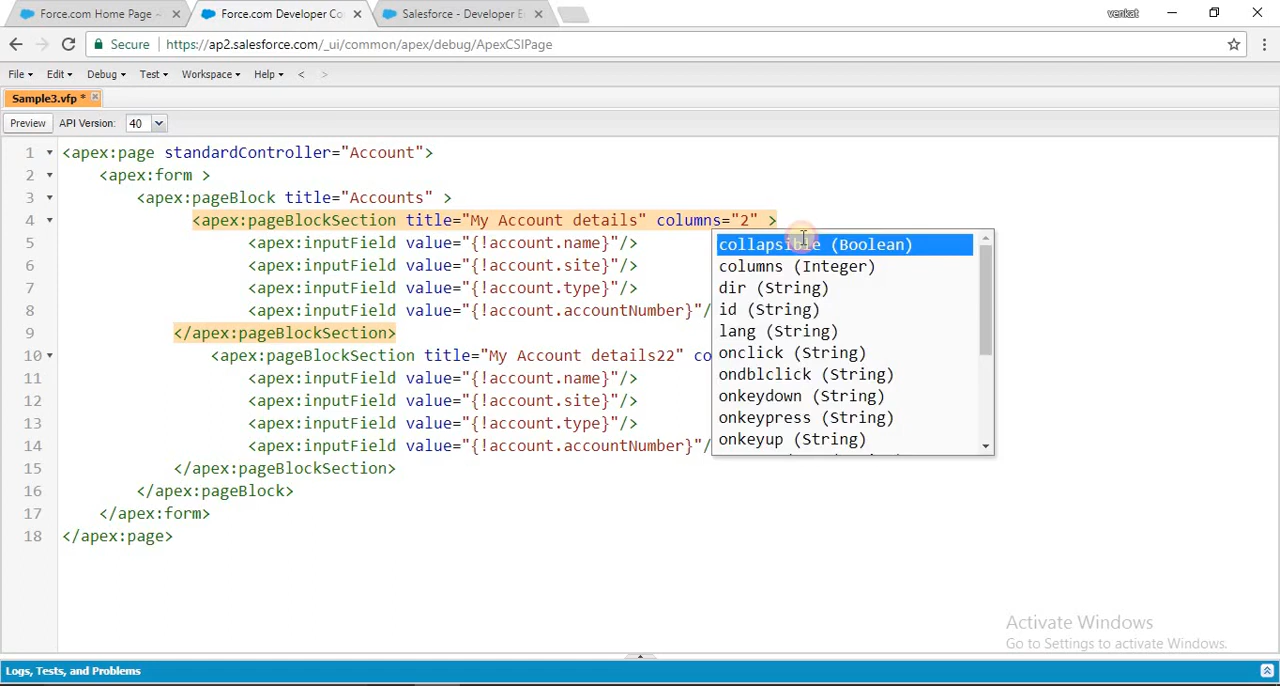 Force.com Home Page ~
Force.com Developer Co
Salesforce - Developer E
venkat
Secure
https://ap2.salesforce.com/_ui/common/apex/debug/ApexCSIPage
File
Edit
Debug
Test
Workspace
Help
<
>
Sample3.vfp *
Preview
API Version:
40
1 <apex:page standardController="Account">
2 <apex:form >
3 <apex:pageBlock title="Accounts" >
4 <apex:pageBlockSection title="My Account details" columns="2" >
5 <apex:inputField value="{!account.name}"/>
6 <apex:inputField value="{!account.site}"/>
7 <apex:inputField value="{!account.type}"/>
8 <apex:inputField value="{!account.accountNumber}"/
9 </apex:pageBlockSection>
10 <apex:pageBlockSection title="My Account details22" co
11 <apex:inputField value="{!account.name}"/>
12 <apex:inputField value="{!account.site}"/>
13 <apex:inputField value="{!account.type}"/>
14 <apex:inputField value="{!account.accountNumber}"/
15 </apex:pageBlockSection>
16 </apex:pageBlock>
17 </apex:form>
18 </apex:page>
collapsible (Boolean)
columns (Integer)
dir (String)
id (String)
lang (String)
onclick (String)
ondblclick (String)
onkeydown (String)
onkeypress (String)
onkeyup (String)
Activate Windows
Go to Settings to activate Windows.
Logs, Tests, and Problems